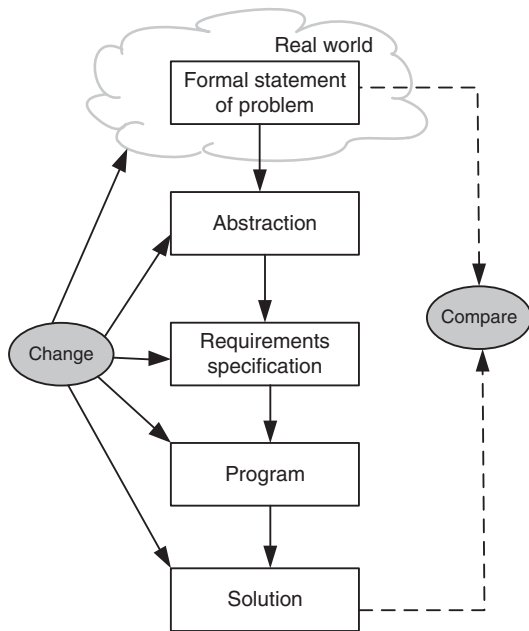 Real world
Formal statement
of problem
Abstraction
Requirements
specification
Change
Compare
Program
Solution